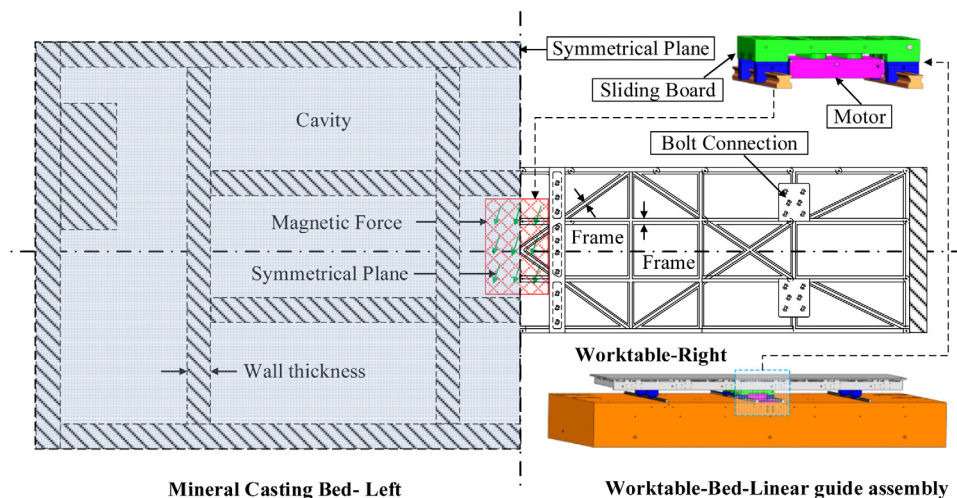 Symmetrical Plane
Sliding Board
Motor
Cavity
Bolt Connection
Magnetic Force
Frame
Symmetrical Plane
Frame
Worktable-Right
Wall thickness
Mineral Casting Bed- Left
Worktable-Bed-Linear guide assembly